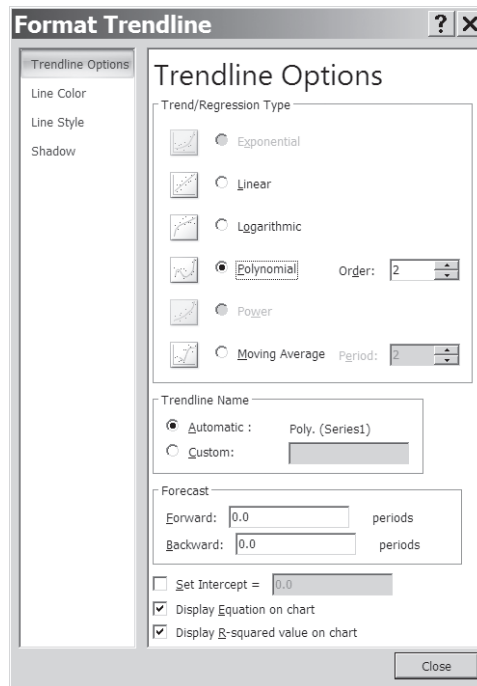 Format Trendline
? X
Trendline Options
Line Color
Line Style
Shadow
Trendline Options
Trend/Regression Type
Exponential
Linear
Logarithmic
Polynomial Order: 2
Power
Moving Average Period: 2
Trendline Name
Automatic : Poly. (Series1)
Custom:
Forecast
Forward: 0.0 periods
Backward: 0.0 periods
Set Intercept = 0.0
Display Equation on chart
Display R-squared value on chart
Close